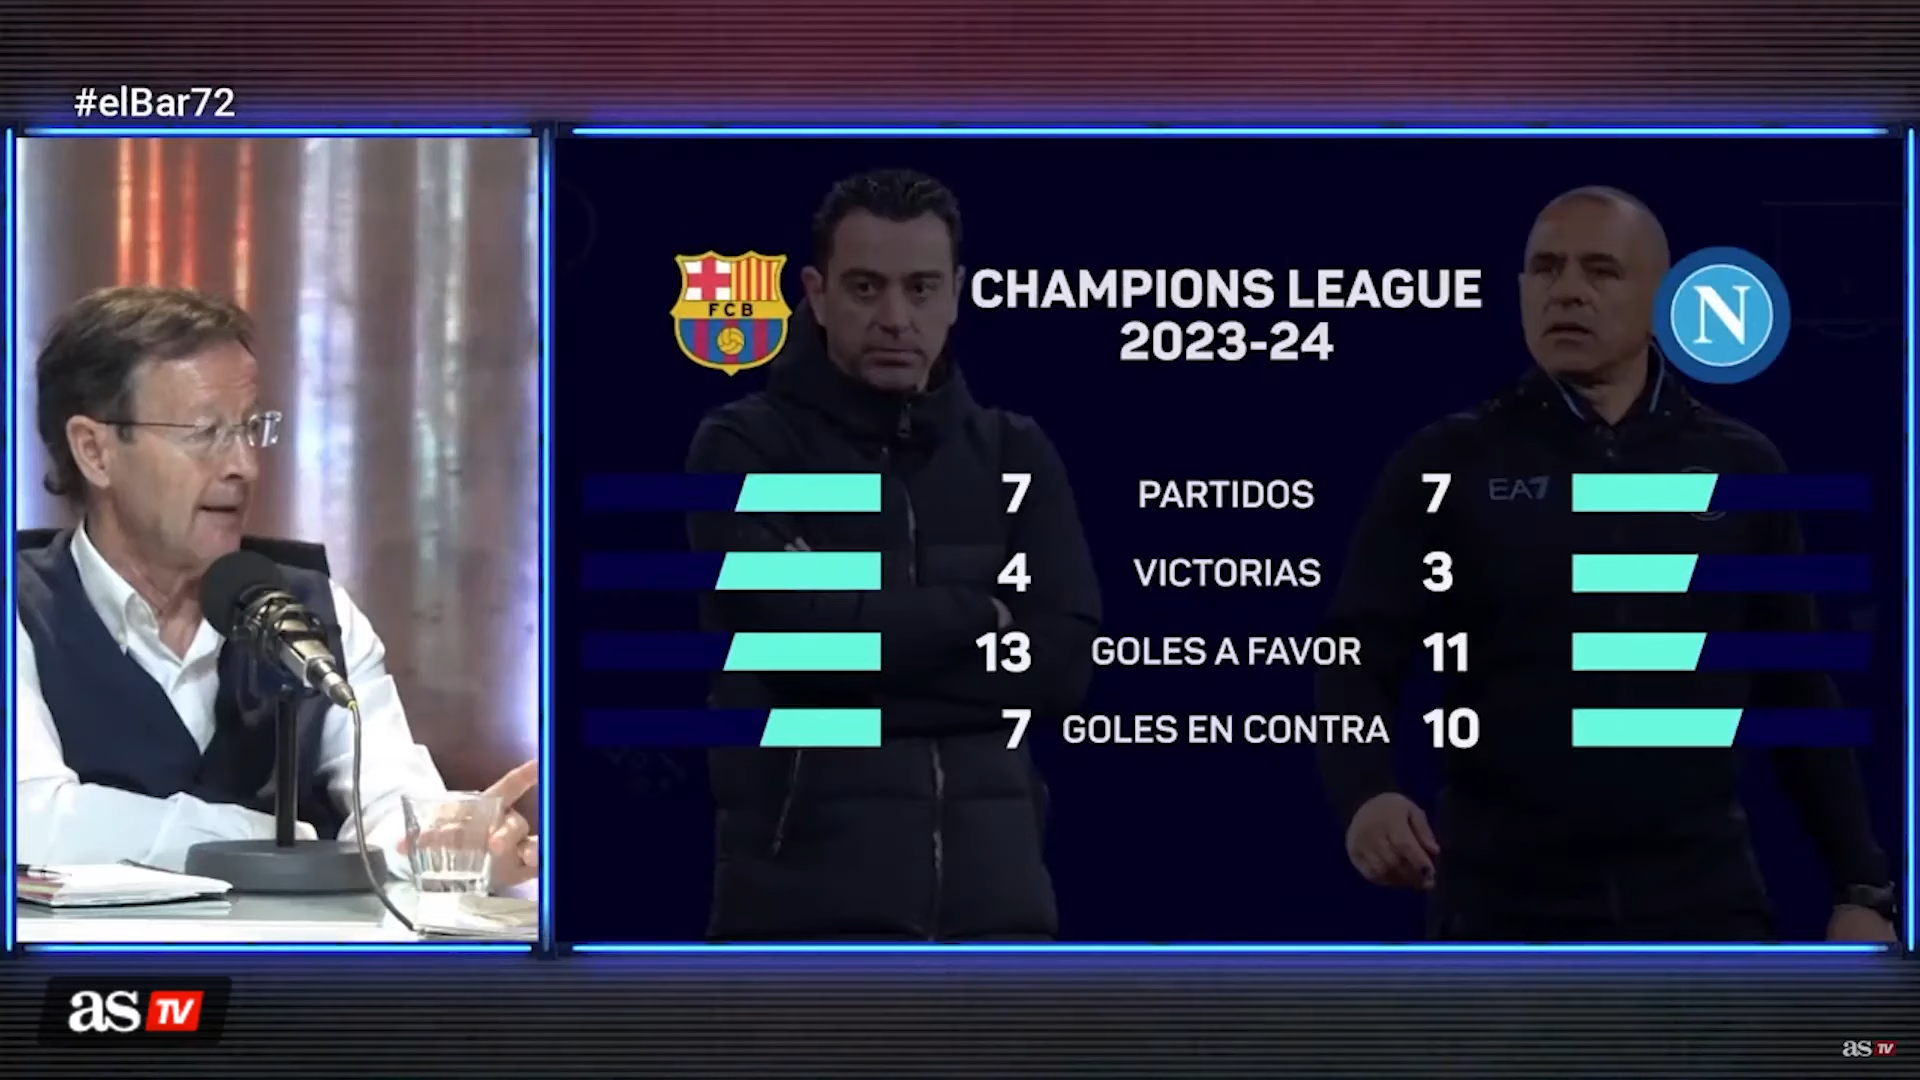 #elBar72
FCB
CHAMPIONS LEAGUE
2023-24
N
7 PARTIDOS 7
EA7
4 VICTORIAS 3
13 GOLES A FAVOR 11
7 GOLES EN CONTRA 10
as TV
as TV